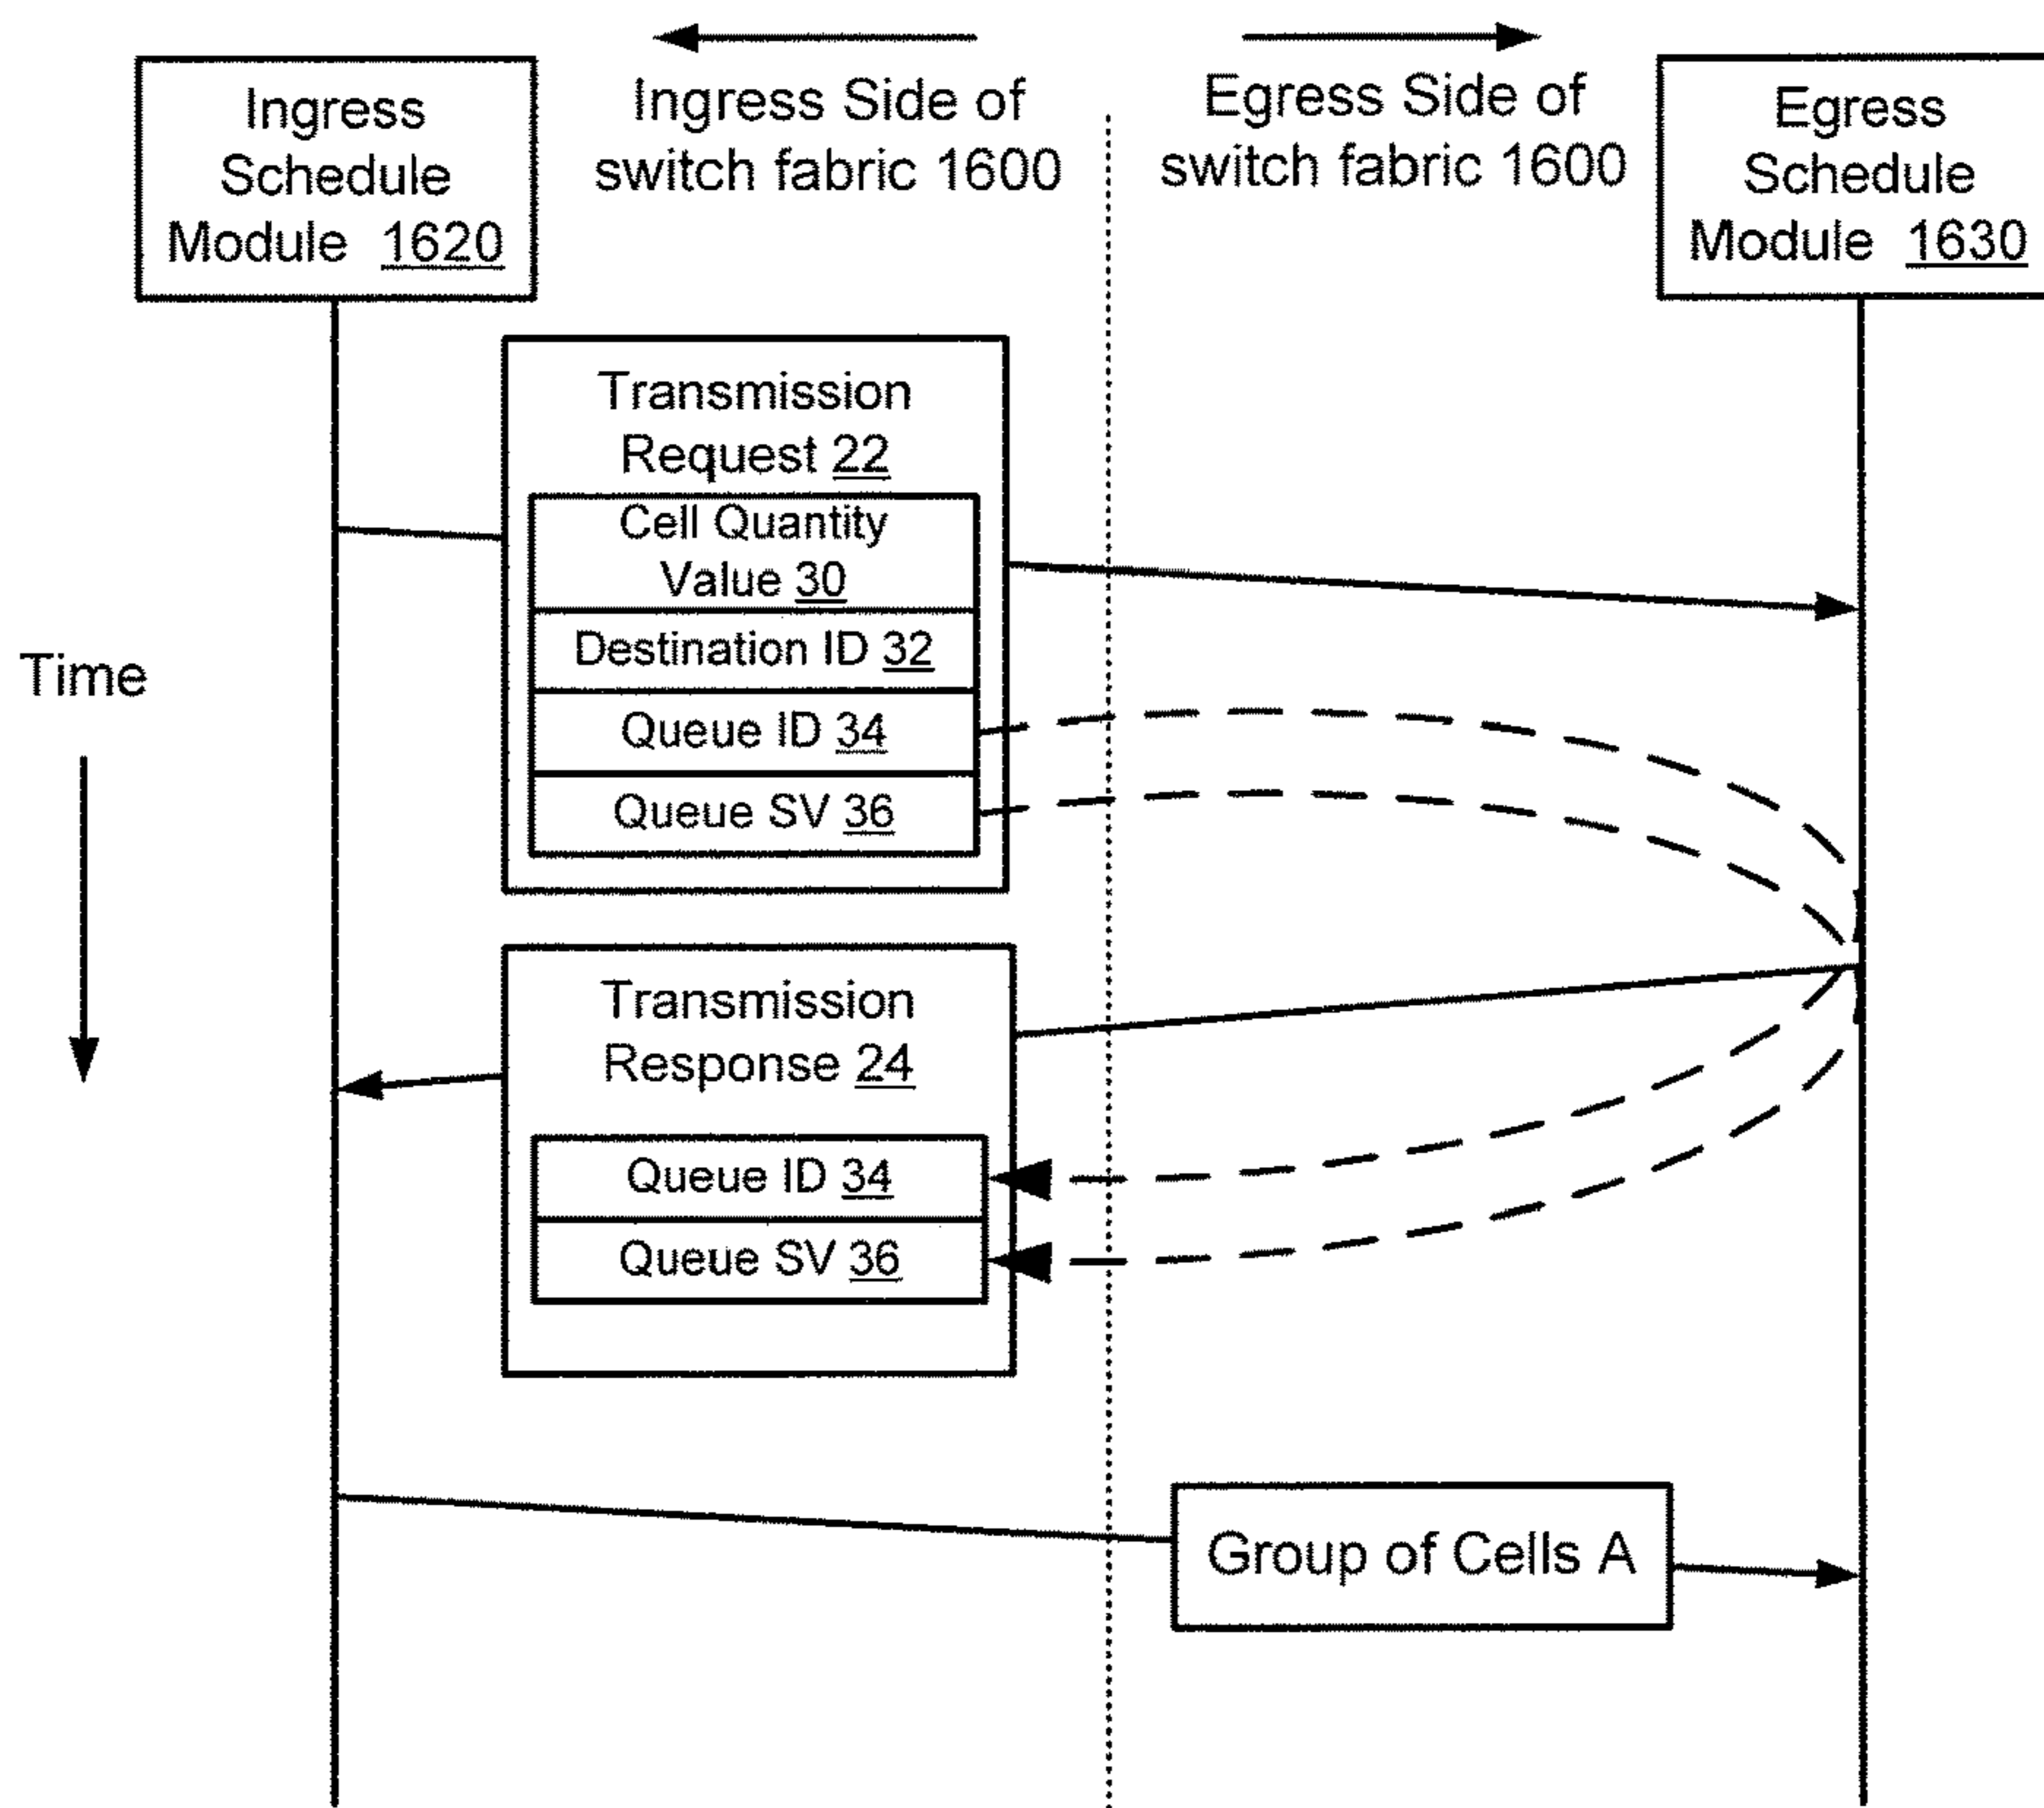 Ingress
Schedule
Module 1620
Ingress Side of
switch fabric 1600
Egress Side of
switch fabric 1600
Egress
Schedule
Module 1630
Transmission
Request 22
Cell Quantity
Value 30
Destination ID 32
Queue ID 34
Queue SV 36
Time
Transmission
Response 24
Queue ID 34
Queue SV 36
Group of Cells A